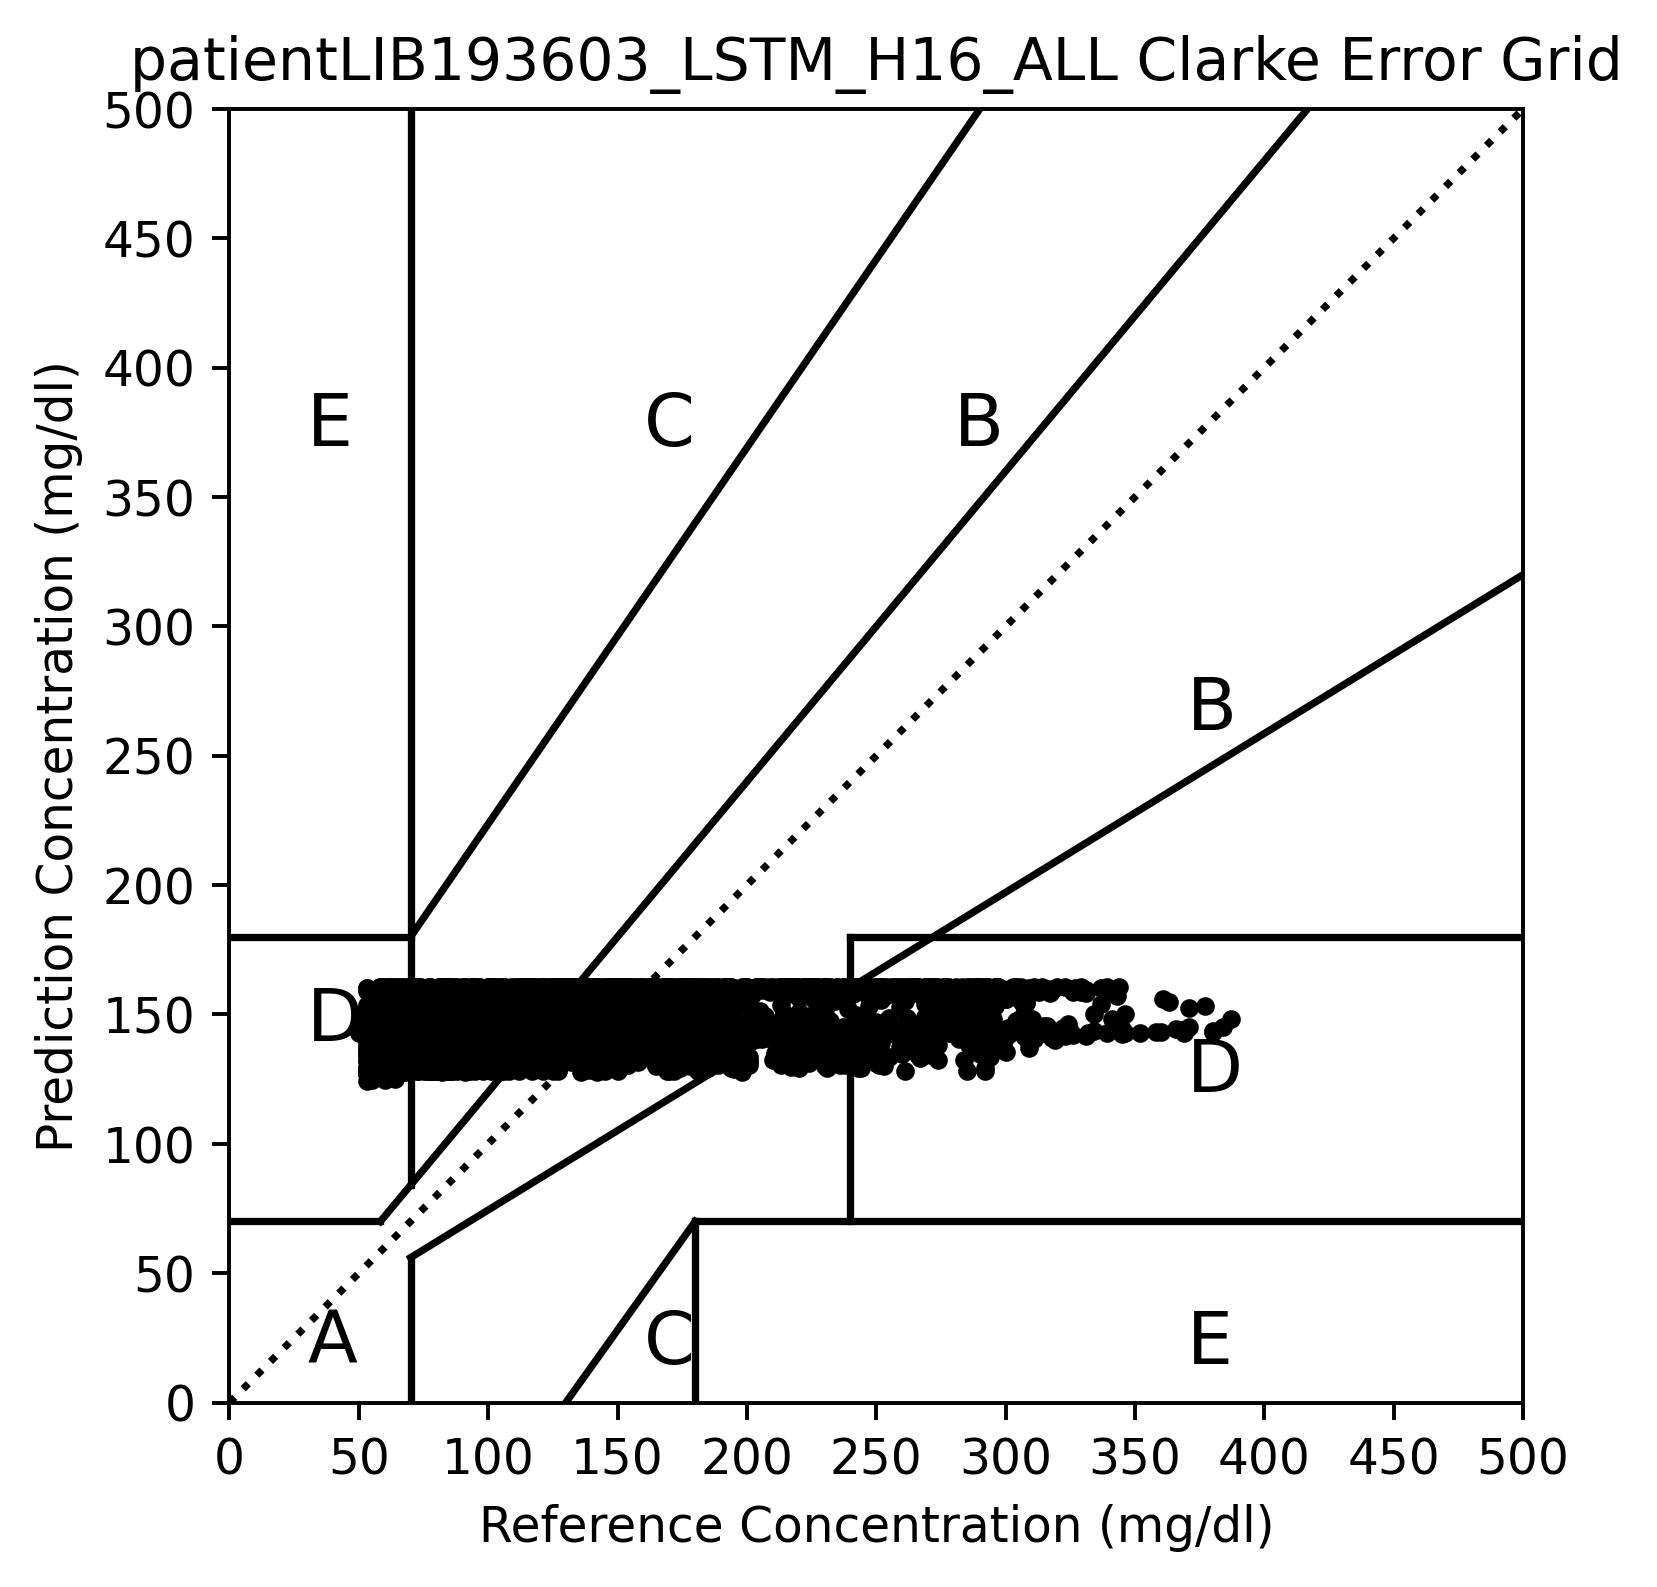 patientLIB193603_LSTM_H16_ALL Clarke Error Grid
Prediction Concentration (mg/dl)
500
450
400
350
300
250
200
150
100
50
0
E
C
B
B
D
D
A
C
E
0 50 100 150 200 250 300 350 400 450 500
Reference Concentration (mg/dl)